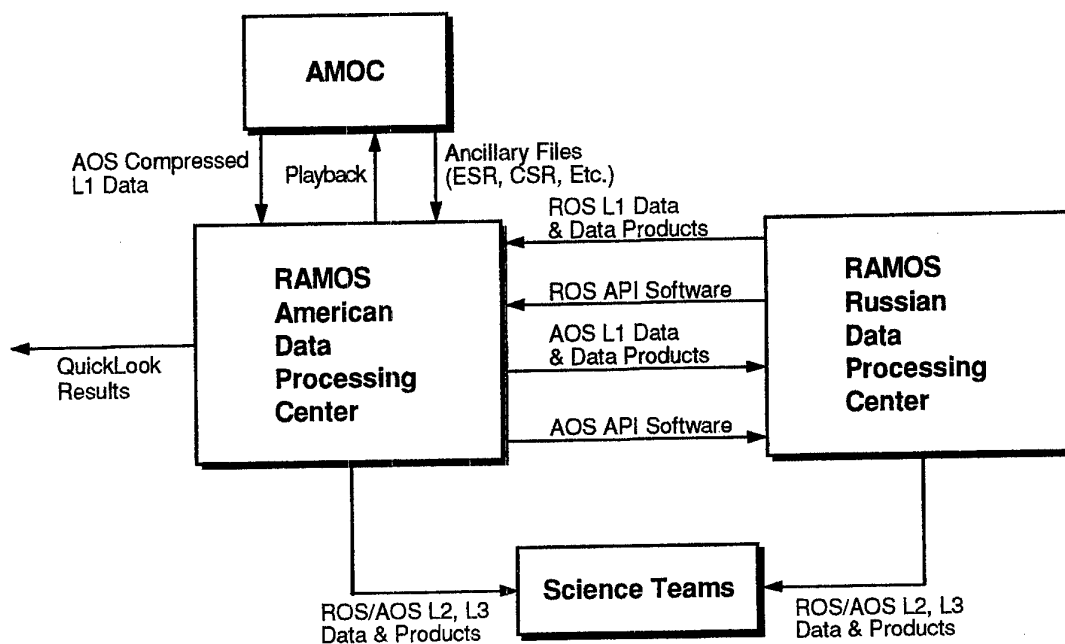 AMOC
AOS Compressed
L1 Data
Playback
Ancillary Files
(ESR, CSR, Etc.)
ROS L1 Data
& Data Products
RAMOS
American
Data
Processing
Center
ROS API Software
AOS L1 Data
& Data Products
AOS API Software
RAMOS
Russian
Data
Processing
Center
QuickLook
Results
Science Teams
ROS/AOS L2, L3
Data & Products
ROS/AOS L2, L3
Data & Products